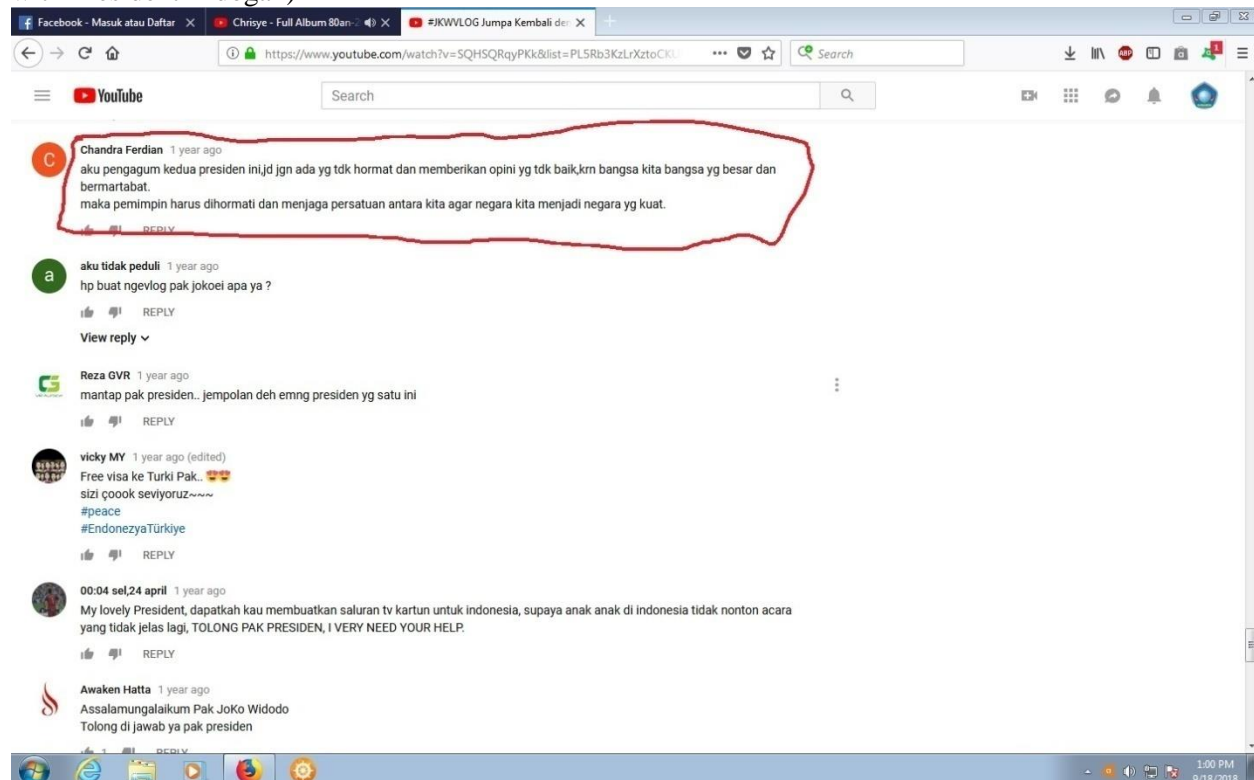 Facebook - Masuk atau Daftar
Chrisye - Full Album 80an-2
#JKWVLOG Jumpa Kembali den
https://www.youtube.com/watch?v=SQHSQRqyPKk&list=PL5Rb3KzLrXztoCKU
Search
ABP
1
YouTube
Search
C
Chandra Ferdian 1 year ago
aku pengagum kedua presiden ini,jd jgn ada yg tdk hormat dan memberikan opini yg tdk baik,krn bangsa kita bangsa yg besar dan
bermartabat.
maka pemimpin harus dihormati dan menjaga persatuan antara kita agar negara kita menjadi negara yg kuat.
REPLY
a
aku tidak peduli 1 year ago
hp buat ngevlog pak jokoei apa ya ?
REPLY
View reply
Reza GVR 1 year ago
mantap pak presiden.. jempolan deh emng presiden yg satu ini
REPLY
vicky MY 1 year ago (edited)
Free visa ke Turki Pak.. 😍😍
sizi çoook seviyoruz~~~
#peace
#EndonezyaTürkiye
REPLY
00:04 sel,24 april 1 year ago
My lovely President, dapatkah kau membuatkan saluran tv kartun untuk indonesia, supaya anak anak di indonesia tidak nonton acara
yang tidak jelas lagi, TOLONG PAK PRESIDEN, I VERY NEED YOUR HELP.
REPLY
Awaken Hatta 1 year ago
Assalamungalaikum Pak JoKo Widodo
Tolong di jawab ya pak presiden
1 REPLY
1:00 PM
9/18/2018